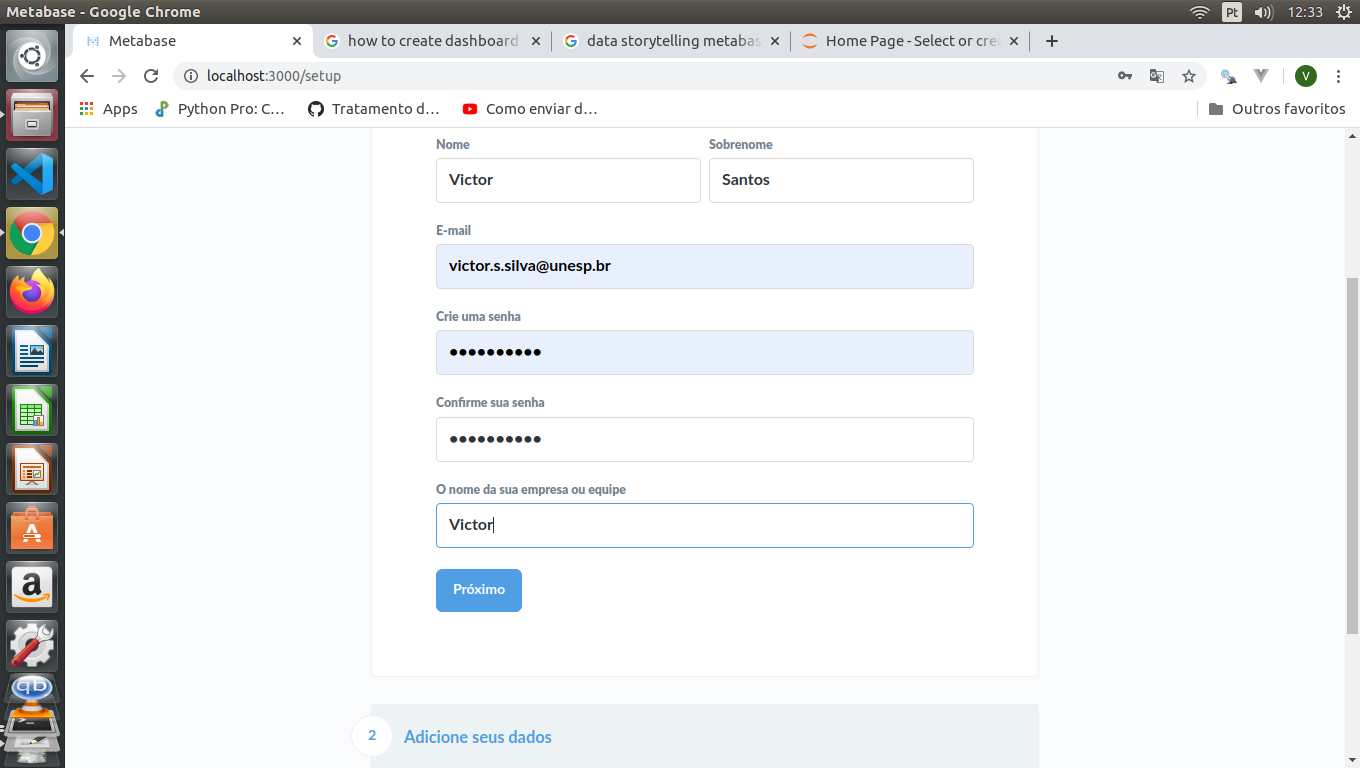 Metabase - Google Chrome
Pt
12:33
Metabase
how to create dashboard
data storytelling metabas
Home Page - Select or crea
localhost:3000/setup
V
Apps
Python Pro: C...
Tratamento d...
Como enviar d...
Outros favoritos
Nome
Sobrenome
Victor
Santos
E-mail
victor.s.silva@unesp.br
Crie uma senha
••••••••••
Confirme sua senha
••••••••••
O nome da sua empresa ou equipe
Victor
Próximo
2
Adicione seus dados